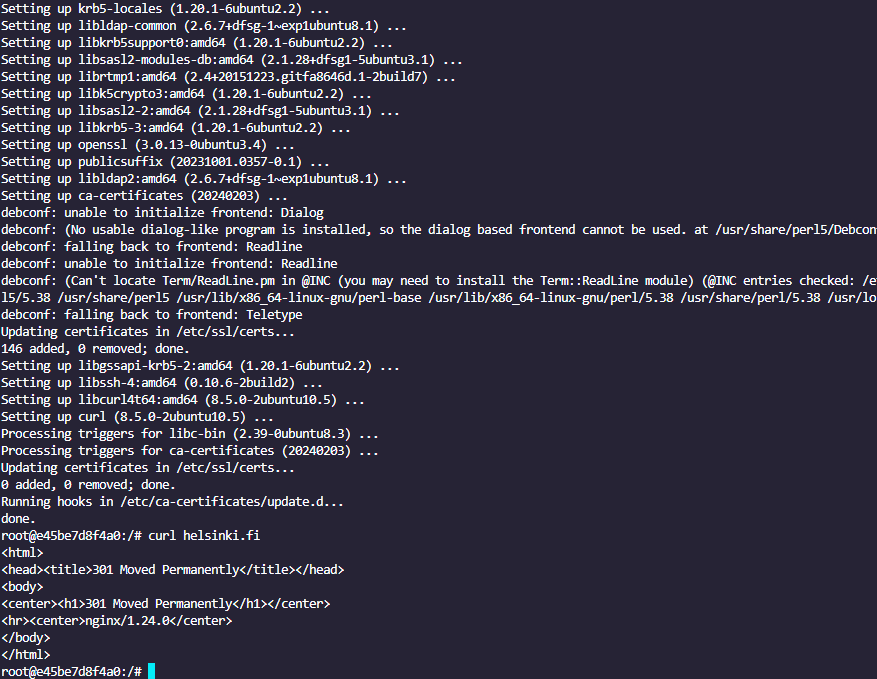 Setting up krb5-locales (1.20.1-6ubuntu2.2) ...
Setting up libldap-common (2.6.7+dfsg-1~exp1ubuntu8.1) ...
Setting up libkrb5support0:amd64 (1.20.1-6ubuntu2.2) ...
Setting up libsasl2-modules-db:amd64 (2.1.28+dfsg1-5ubuntu3.1) ...
Setting up librtmp1:amd64 (2.4+20151223.gitfa8646d.1-2build7) ...
Setting up libk5crypto3:amd64 (1.20.1-6ubuntu2.2) ...
Setting up libsasl2-2:amd64 (2.1.28+dfsg1-5ubuntu3.1) ...
Setting up libkrb5-3:amd64 (1.20.1-6ubuntu2.2) ...
Setting up openssl (3.0.13-0ubuntu3.4) ...
Setting up publicsuffix (20231001.0357-0.1) ...
Setting up libldap2:amd64 (2.6.7+dfsg-1~exp1ubuntu8.1) ...
Setting up ca-certificates (20240203) ...
debconf: unable to initialize frontend: Dialog
debconf: (No usable dialog-like program is installed, so the dialog based frontend cannot be used. at /usr/share/perl5/Debcon
debconf: falling back to frontend: Readline
debconf: unable to initialize frontend: Readline
debconf: (Can't locate Term/ReadLine.pm in @INC (you may need to install the Term::ReadLine module) (@INC entries checked: /e
l5/5.38 /usr/share/perl5 /usr/lib/x86_64-linux-gnu/perl-base /usr/lib/x86_64-linux-gnu/perl/5.38 /usr/share/perl/5.38 /usr/lo
debconf: falling back to frontend: Teletype
Updating certificates in /etc/ssl/certs...
146 added, 0 removed; done.
Setting up libgssapi-krb5-2:amd64 (1.20.1-6ubuntu2.2) ...
Setting up libssh-4:amd64 (0.10.6-2build2) ...
Setting up libcurl4t64:amd64 (8.5.0-2ubuntu10.5) ...
Setting up curl (8.5.0-2ubuntu10.5) ...
Processing triggers for libc-bin (2.39-0ubuntu8.3) ...
Processing triggers for ca-certificates (20240203) ...
Updating certificates in /etc/ssl/certs...
0 added, 0 removed; done.
Running hooks in /etc/ca-certificates/update.d...
done.
root@e45be7d8f4a0:/# curl helsinki.fi
<html>
<head><title>301 Moved Permanently</title></head>
<body>
<center><h1>301 Moved Permanently</h1></center>
<hr><center>nginx/1.24.0</center>
</body>
</html>
root@e45be7d8f4a0:/#